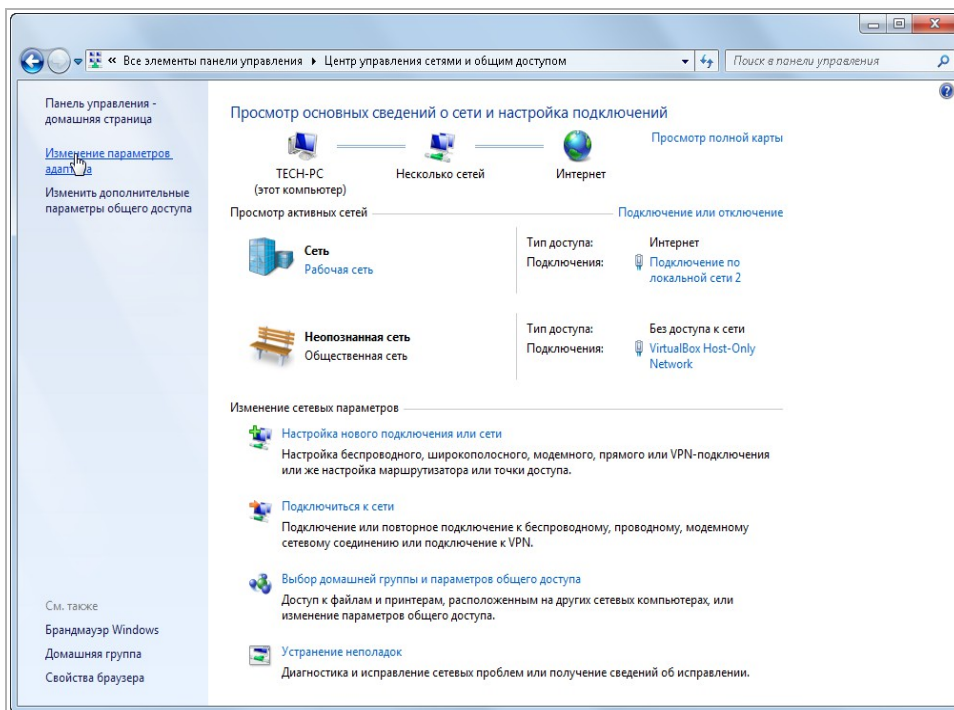 « Все элементы панели управления ▸ Центр управления сетями и общим доступом
Поиск в панели управления
Панель управления -
домашняя страница
Изменение параметров
адаптера
Изменить дополнительные
параметры общего доступа
Просмотр основных сведений о сети и настройка подключений
Просмотр полной карты
TECH-PC
(этот компьютер)
Несколько сетей
Интернет
Просмотр активных сетей
Подключение или отключение
Сеть
Рабочая сеть
Тип доступа: Интернет
Подключения: Подключение по
локальной сети 2
Неопознанная сеть
Общественная сеть
Тип доступа: Без доступа к сети
Подключения: VirtualBox Host-Only
Network
Изменение сетевых параметров
Настройка нового подключения или сети
Настройка беспроводного, широкополосного, модемного, прямого или VPN-подключения
или же настройка маршрутизатора или точки доступа.
Подключиться к сети
Подключение или повторное подключение к беспроводному, проводному, модемному
сетевому соединению или подключение к VPN.
Выбор домашней группы и параметров общего доступа
Доступ к файлам и принтерам, расположенным на других сетевых компьютерах, или
изменение параметров общего доступа.
Устранение неполадок
Диагностика и исправление сетевых проблем или получение сведений об исправлении.
См. также
Брандмауэр Windows
Домашняя группа
Свойства браузера